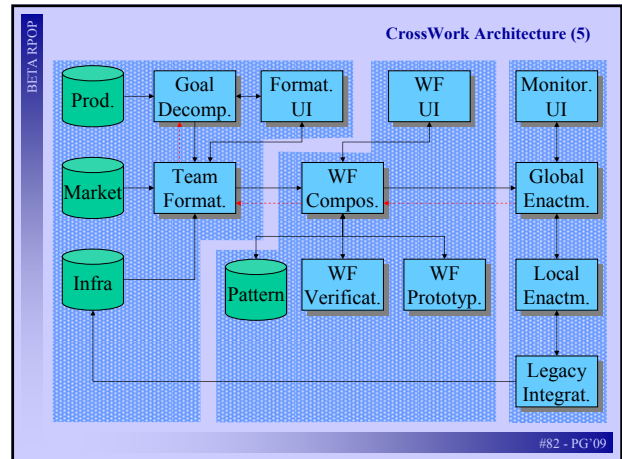 BETA RPOP
CrossWork Architecture (5)
Prod.
Goal
Decomp.
Format.
UI
WF
UI
Monitor.
UI
Market
Team
Format.
WF
Compos.
Global
Enactm.
Infra
Pattern
WF
Verificat.
WF
Prototyp.
Local
Enactm.
Legacy
Integrat.
#82 - PG'09